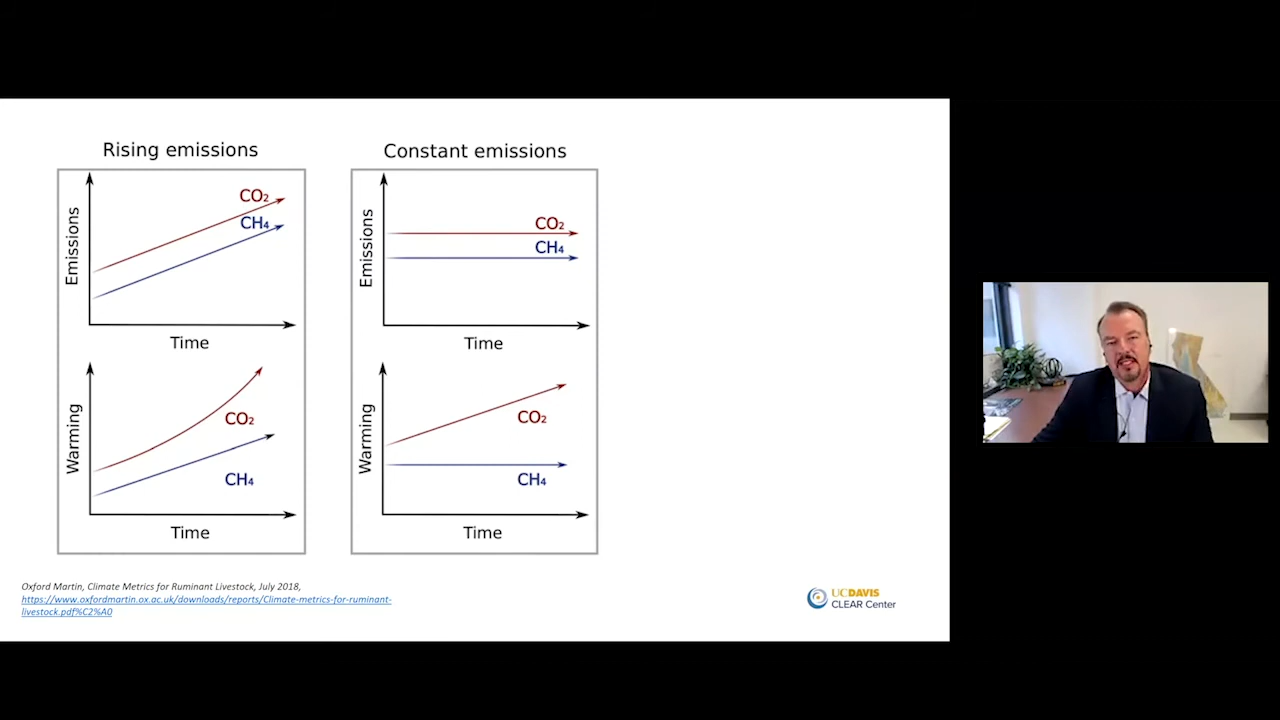 Rising emissions
Emissions
CO₂
CH₄
Time
Warming
CO₂
CH₄
Time
Constant emissions
Emissions
CO₂
CH₄
Time
Warming
CO₂
CH₄
Time
Oxford Martin, Climate Metrics for Ruminant Livestock, July 2018,
https://www.oxfordmartin.ox.ac.uk/downloads/reports/Climate-metrics-for-ruminant-
livestock.pdf%C2%A0
UCDAVIS
CLEAR Center